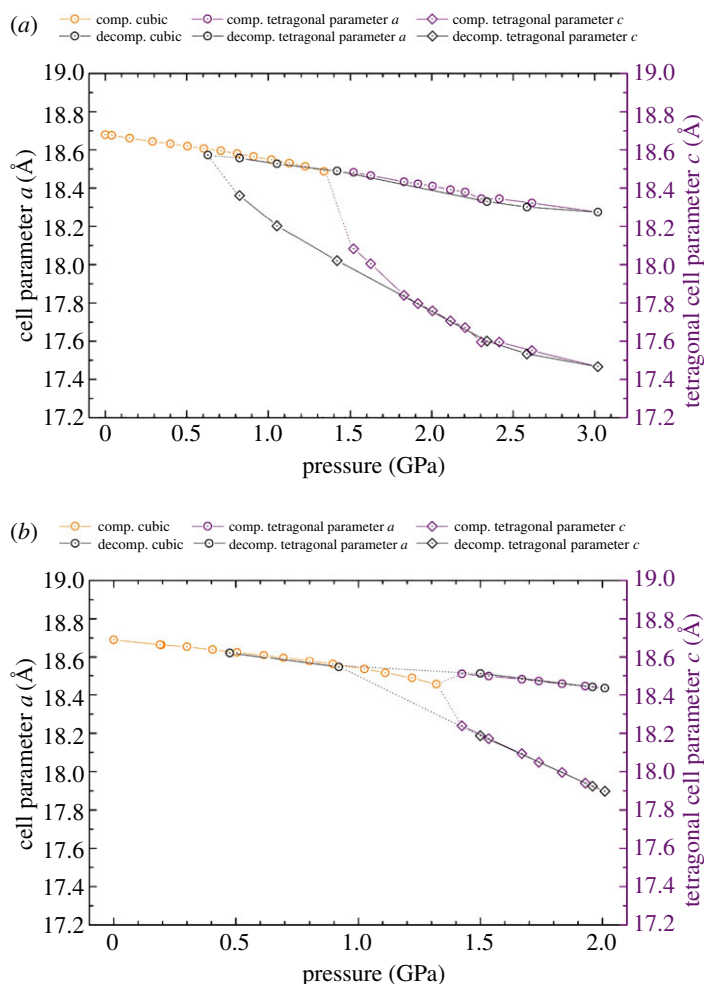 (a)
comp. cubic comp. tetragonal parameter a comp. tetragonal parameter c
decomp. cubic decomp. tetragonal parameter a decomp. tetragonal parameter c
19.0 19.0
18.8 18.8
18.6 18.6
18.4 18.4
18.2 18.2
18.0 18.0
17.8 17.8
17.6 17.6
17.4 17.4
17.2 17.2
cell parameter a (Å)
tetragonal cell parameter c (Å)
0 0.5 1.0 1.5 2.0 2.5 3.0
pressure (GPa)
(b)
comp. cubic comp. tetragonal parameter a comp. tetragonal parameter c
decomp. cubic decomp. tetragonal parameter a decomp. tetragonal parameter c
19.0 19.0
18.8 18.8
18.6 18.6
18.4 18.4
18.2 18.2
18.0 18.0
17.8 17.8
17.6 17.6
17.4 17.4
17.2 17.2
cell parameter a (Å)
tetragonal cell parameter c (Å)
0 0.5 1.0 1.5 2.0
pressure (GPa)